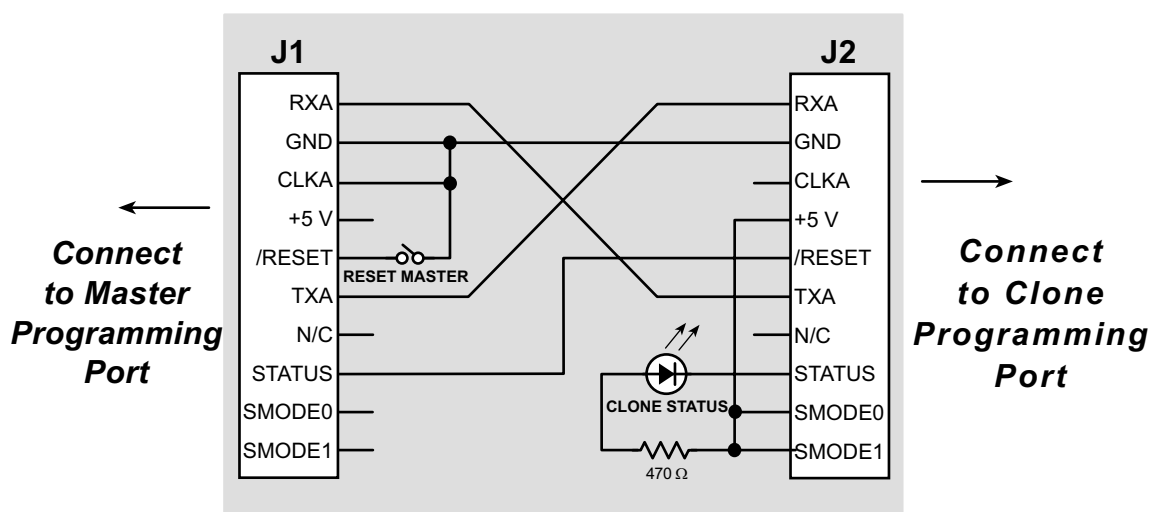 J1
J2
RXA
GND
CLKA
+5 V
/RESET
TXA
N/C
STATUS
SMODE0
SMODE1
RESET MASTER
CLONE STATUS
470 Ω
RXA
GND
CLKA
+5 V
/RESET
TXA
N/C
STATUS
SMODE0
SMODE1
Connect
to Master
Programming
Port
Connect
to Clone
Programming
Port